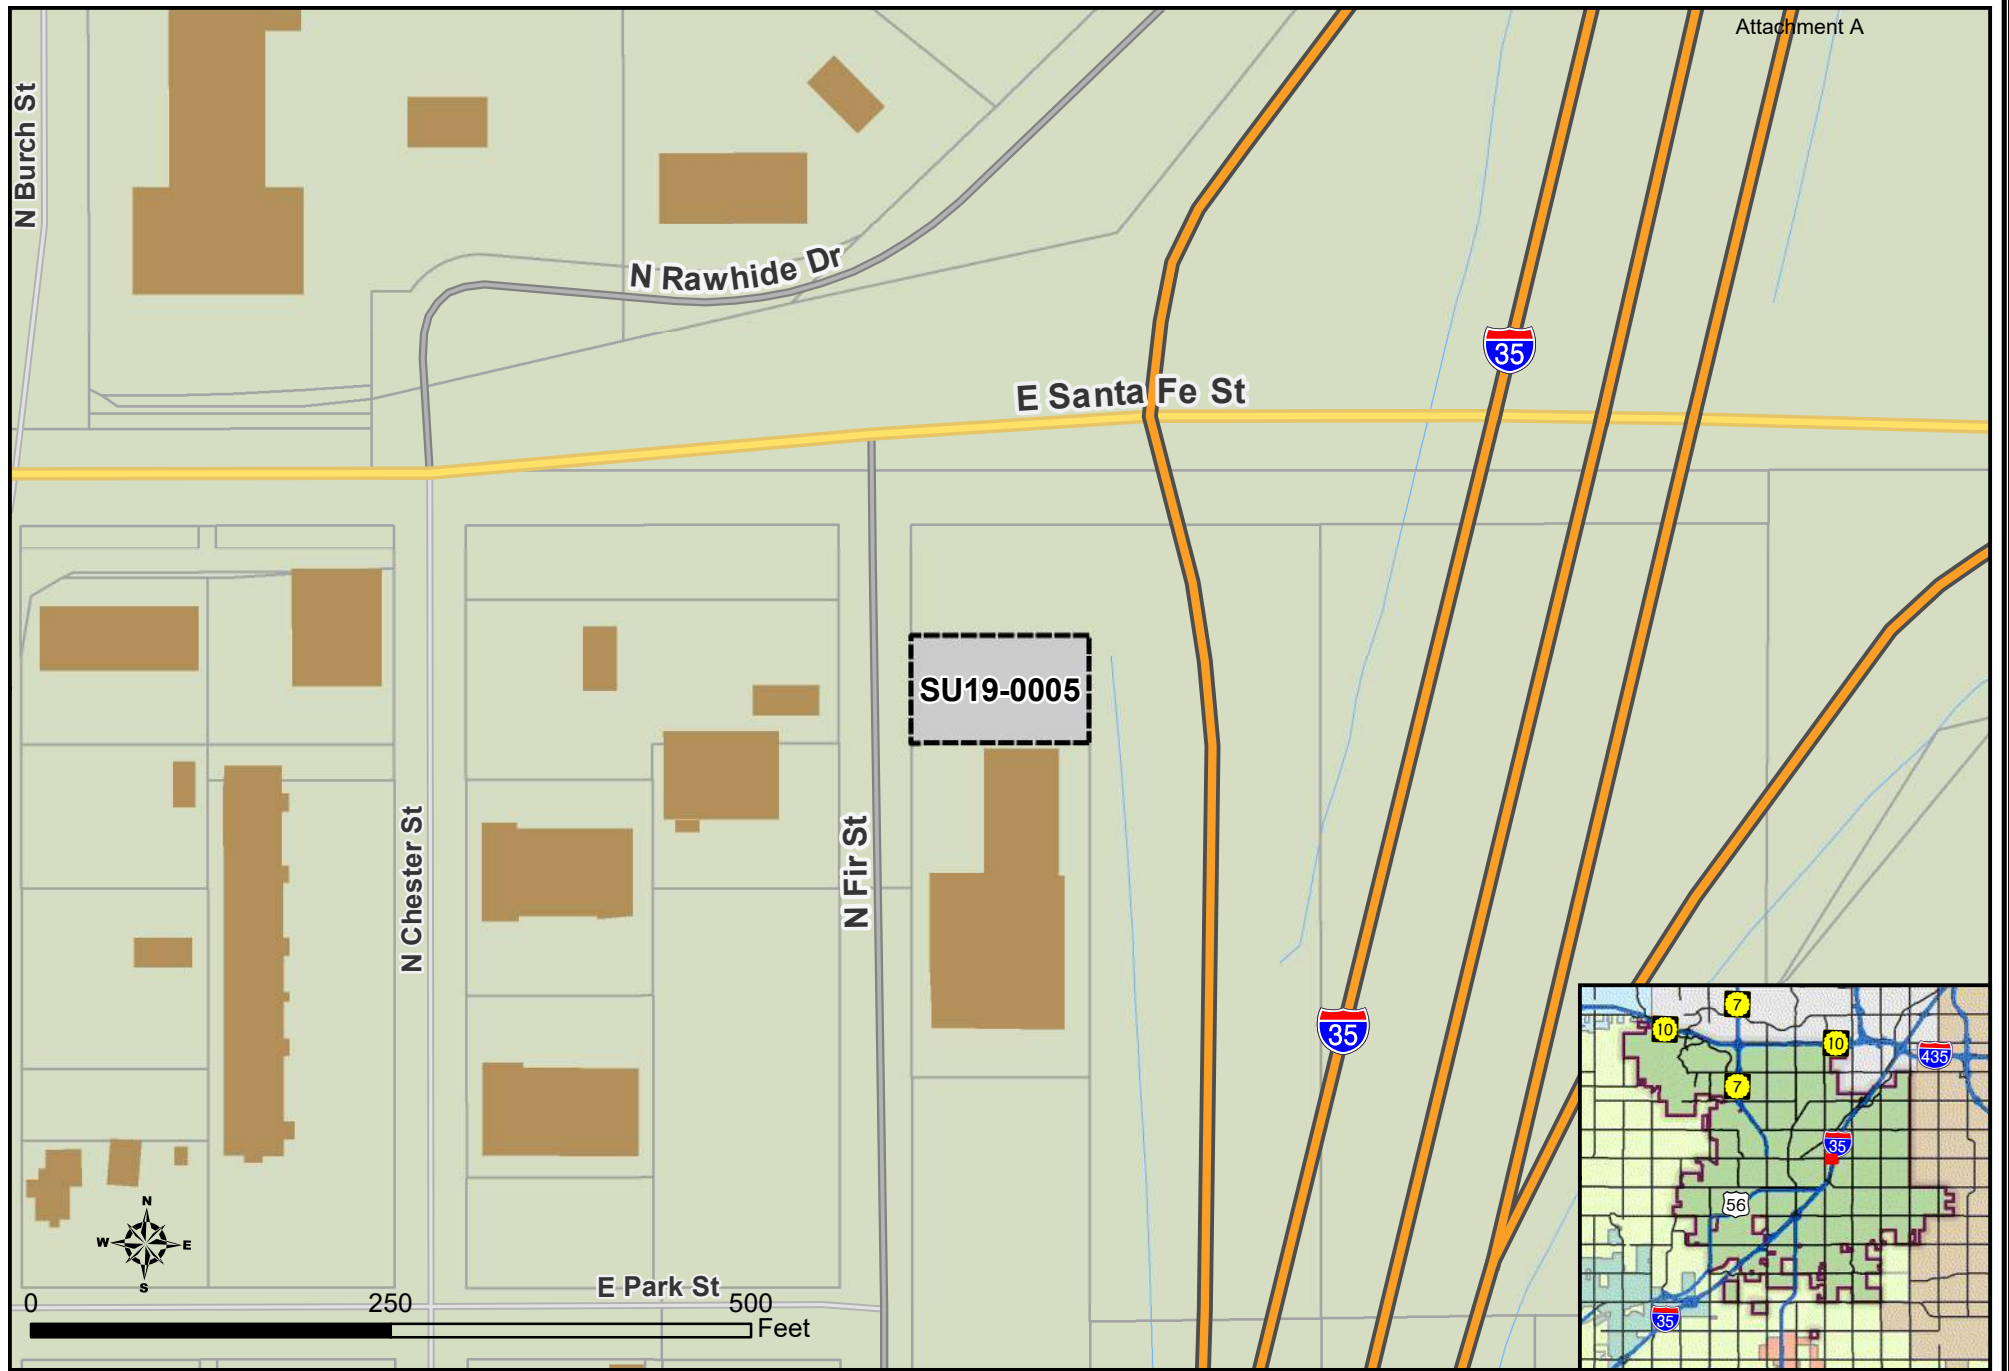 Attachment A
N Burch St
N Rawhide Dr
35
E Santa Fe St
SU19-0005
N Chester St
N Fir St
35
7
10
10
435
7
35
56
35
N
W
E
S
E Park St
0
250
500
Feet